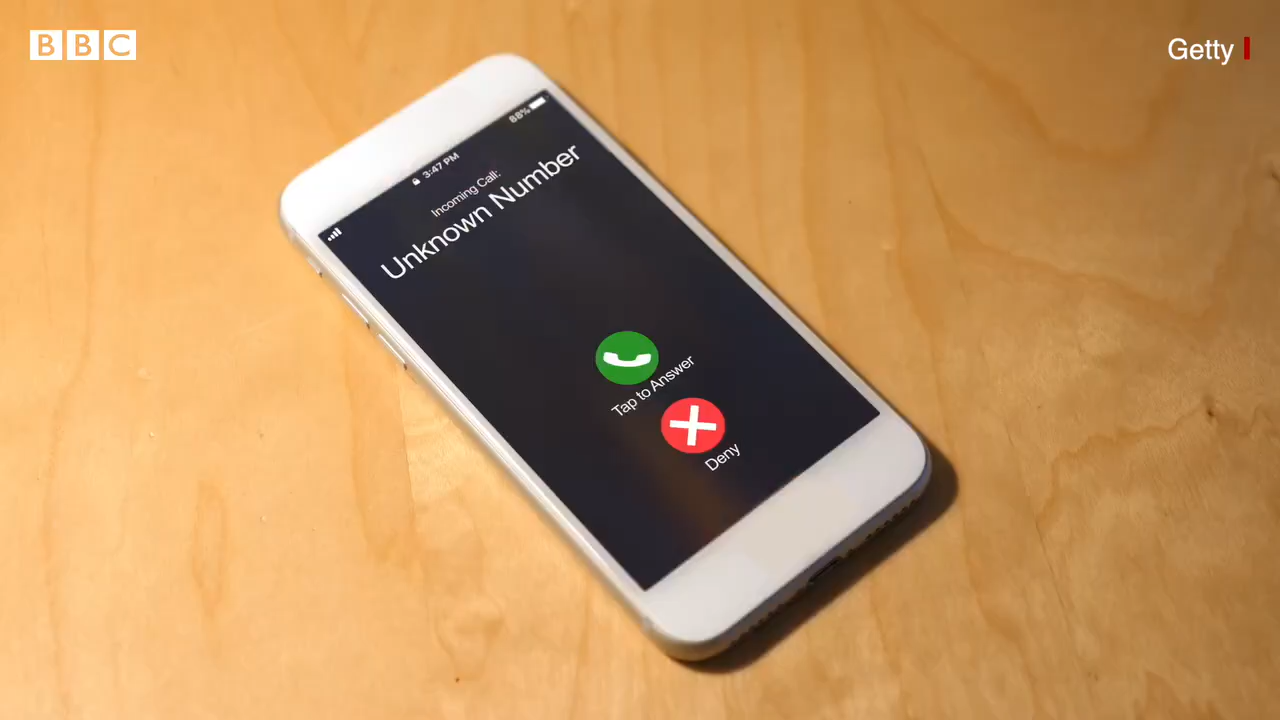 BBC
Getty
88%
3:47 PM
Incoming Call:
Unknown Number
Tap to Answer
Deny